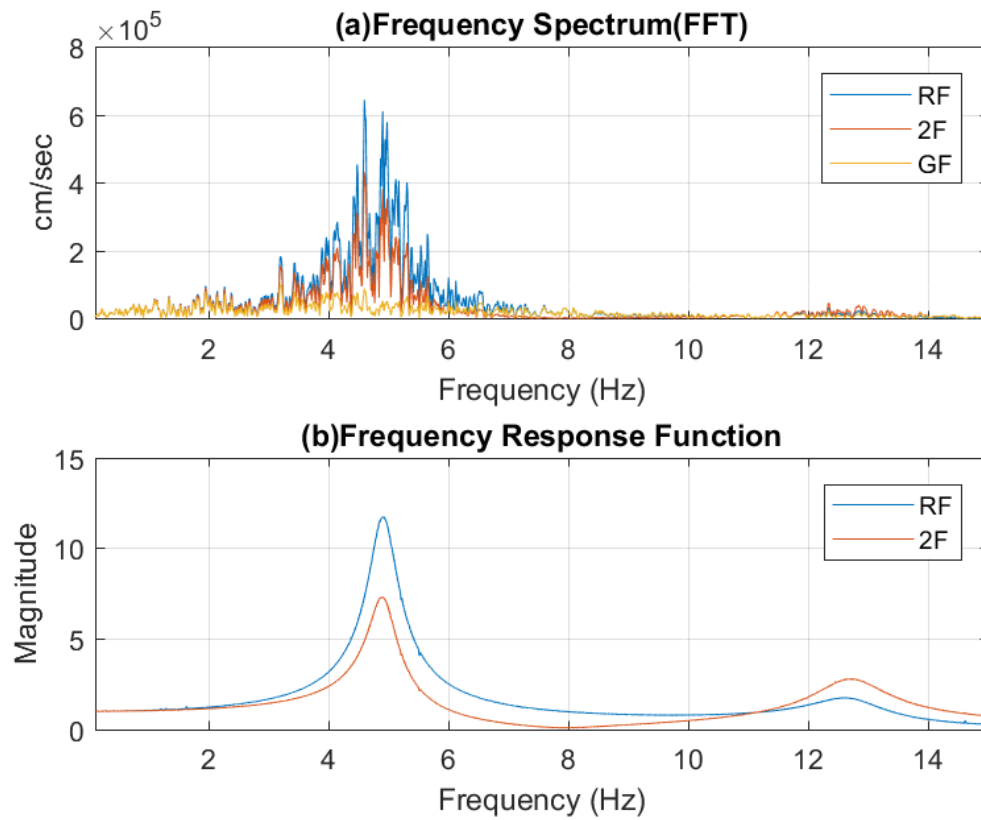 (a)Frequency Spectrum(FFT)
×10⁵
8
6
4
2
0
cm/sec
RF
2F
GF
2 4 6 8 10 12 14
Frequency (Hz)
(b)Frequency Response Function
15
10
5
0
Magnitude
RF
2F
2 4 6 8 10 12 14
Frequency (Hz)